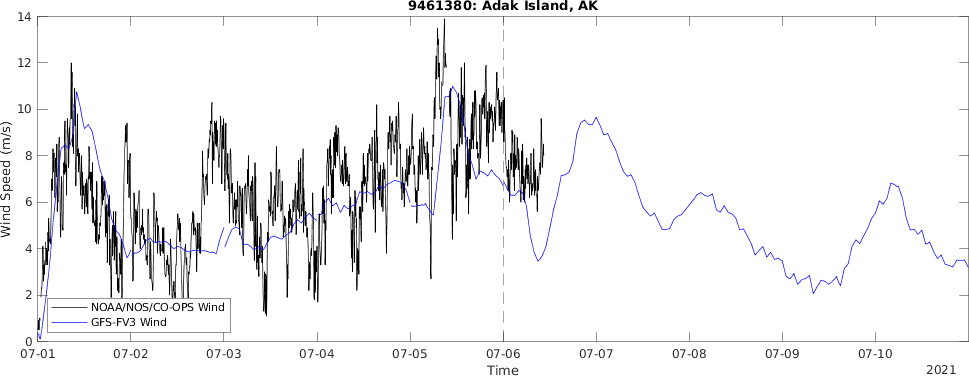 9461380: Adak Island, AK
Wind Speed (m/s)
14
12
10
8
6
4
2
0
NOAA/NOS/CO-OPS Wind
GFS-FV3 Wind
07-01 07-02 07-03 07-04 07-05 07-06 07-07 07-08 07-09 07-10
Time
2021